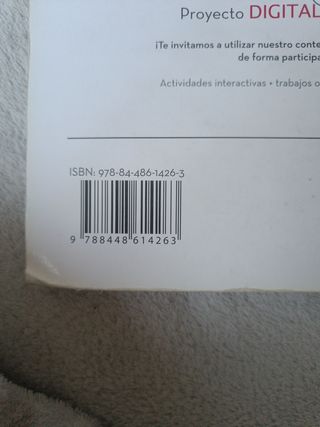 Proyecto DIGITAL
¡Te invitamos a utilizar nuestro conte
de forma participa
Actividades interactivas • trabajos o
ISBN: 978-84-486-1426-3
9 788448 614263